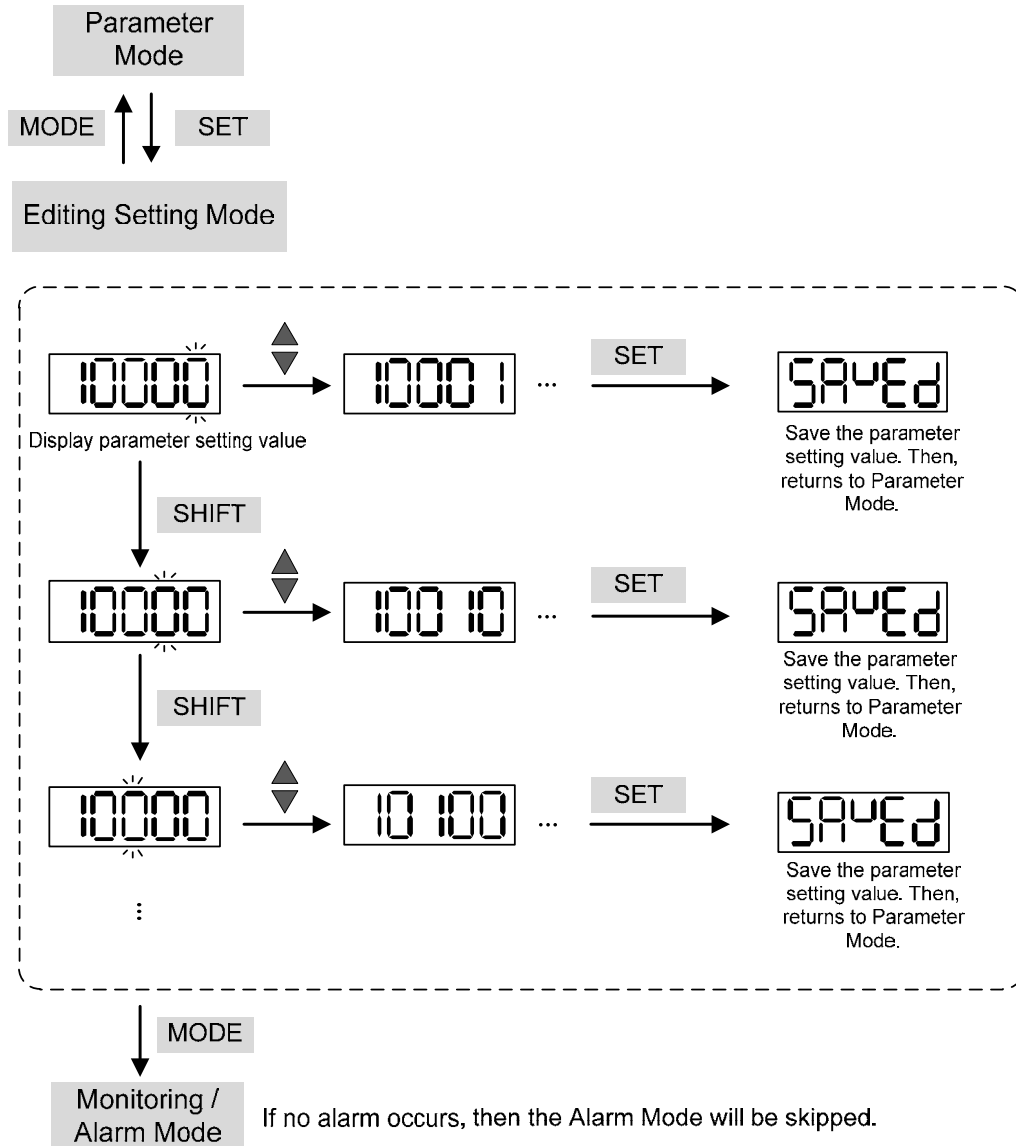 Parameter
Mode
MODE
SET
Editing Setting Mode
10000
10001
...
SET
SAvEd
Display parameter setting value
Save the parameter
setting value. Then,
returns to Parameter
Mode.
SHIFT
10000
10010
...
SET
SAvEd
Save the parameter
setting value. Then,
returns to Parameter
Mode.
SHIFT
10000
10100
...
SET
SAvEd
Save the parameter
setting value. Then,
returns to Parameter
Mode.
...
MODE
Monitoring /
Alarm Mode
If no alarm occurs, then the Alarm Mode will be skipped.